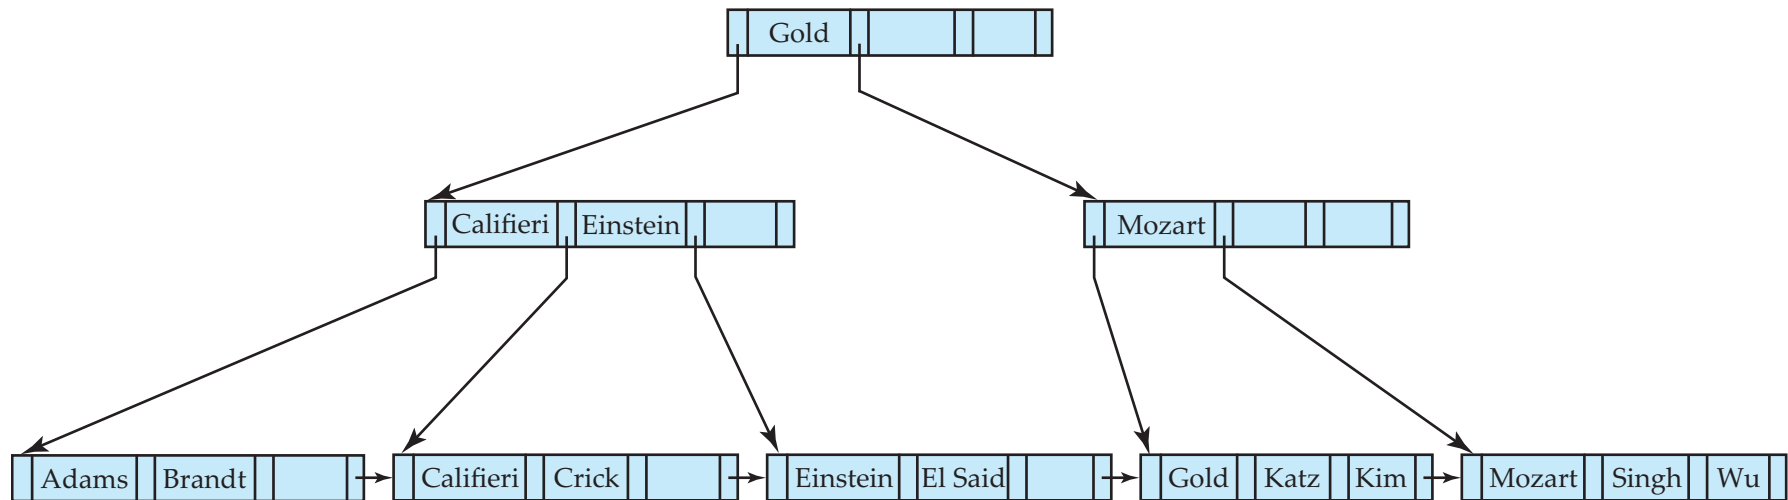 Gold
Califieri Einstein Mozart
Adams Brandt Califieri Crick Einstein El Said Gold Katz Kim Mozart Singh Wu